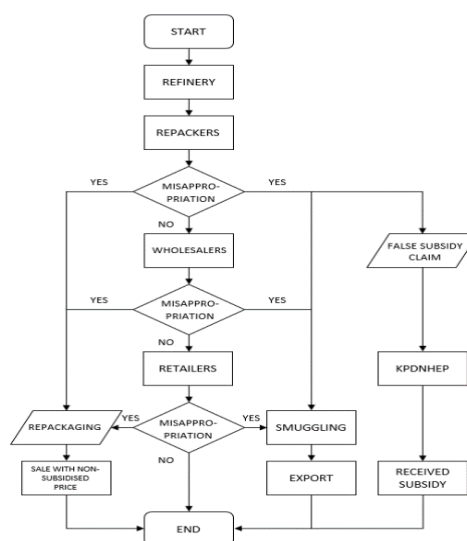 START
REFINERY
REPACKERS
YES
MISAPPRO-
PRIATION
YES
NO
WHOLESALERS
FALSE SUBSIDY
CLAIM
YES
MISAPPRO-
PRIATION
YES
NO
RETAILERS
KPDNHEP
REPACKAGING
YES
MISAPPRO-
PRIATION
YES
SMUGGLING
NO
SALE WITH NON-
SUBSIDISED
PRICE
EXPORT
RECEIVED
SUBSIDY
END